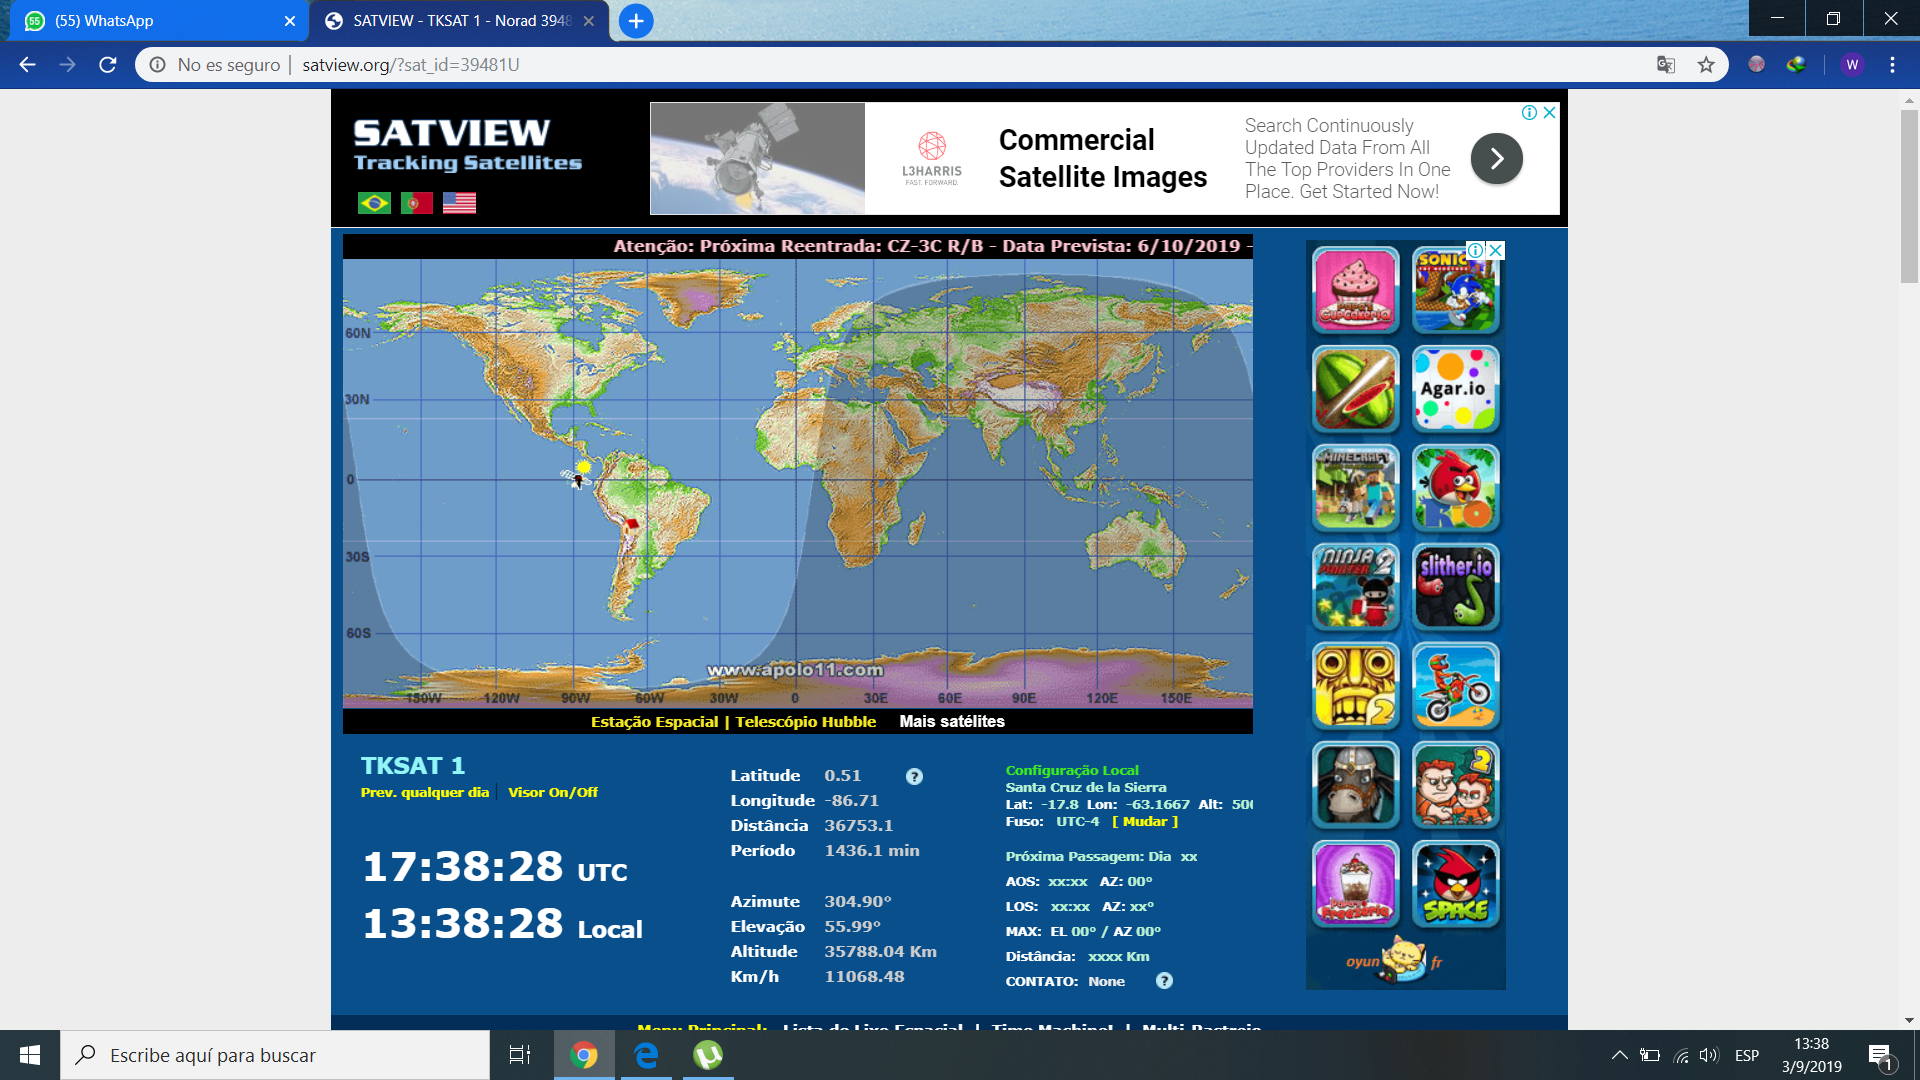 (55) WhatsApp
SATVIEW - TKSAT 1 - Norad 3948
No es seguro
satview.org/?sat_id=39481U
W
SATVIEW
Tracking Satellites
L3HARRIS
FAST. FORWARD.
Commercial
Satellite Images
Search Continuously
Updated Data From All
The Top Providers In One
Place. Get Started Now!
Atenção: Próxima Reentrada: CZ-3C R/B - Data Prevista: 6/10/2019 -
60N
30N
0
30S
60S
www.apolo11.com
150W 120W 90W 60W 30W 0 30E 60E 90E 120E 150E
Estação Espacial | Telescópio Hubble Mais satélites
TKSAT 1
Prev. qualquer dia | Visor On/Off
17:38:28 UTC
13:38:28 Local
Latitude 0.51
Longitude -86.71
Distância 36753.1
Período 1436.1 min
Azimute 304.90°
Elevação 55.99°
Altitude 35788.04 Km
Km/h 11068.48
Configuração Local
Santa Cruz de la Sierra
Lat: -17.8 Lon: -63.1667 Alt: 500
Fuso: UTC-4 [ Mudar ]
Próxima Passagem: Dia xx
AOS: xx:xx AZ: 00°
LOS: xx:xx AZ: xx°
MAX: EL 00° / AZ 00°
Distância: xxxx Km
CONTATO: None
Papa's Cupcakeria
SONIC
Agar.io
MINECRAFT
RIO
NINJA PAINTER 2
slither.io
2
2
Papa's Freezeria
SPACE
oyun fr
Menu Principal: Lista de Lixo Espacial | Time Machine! | Multi-Rastreio
Escribe aquí para buscar
ESP
13:38
3/9/2019
1